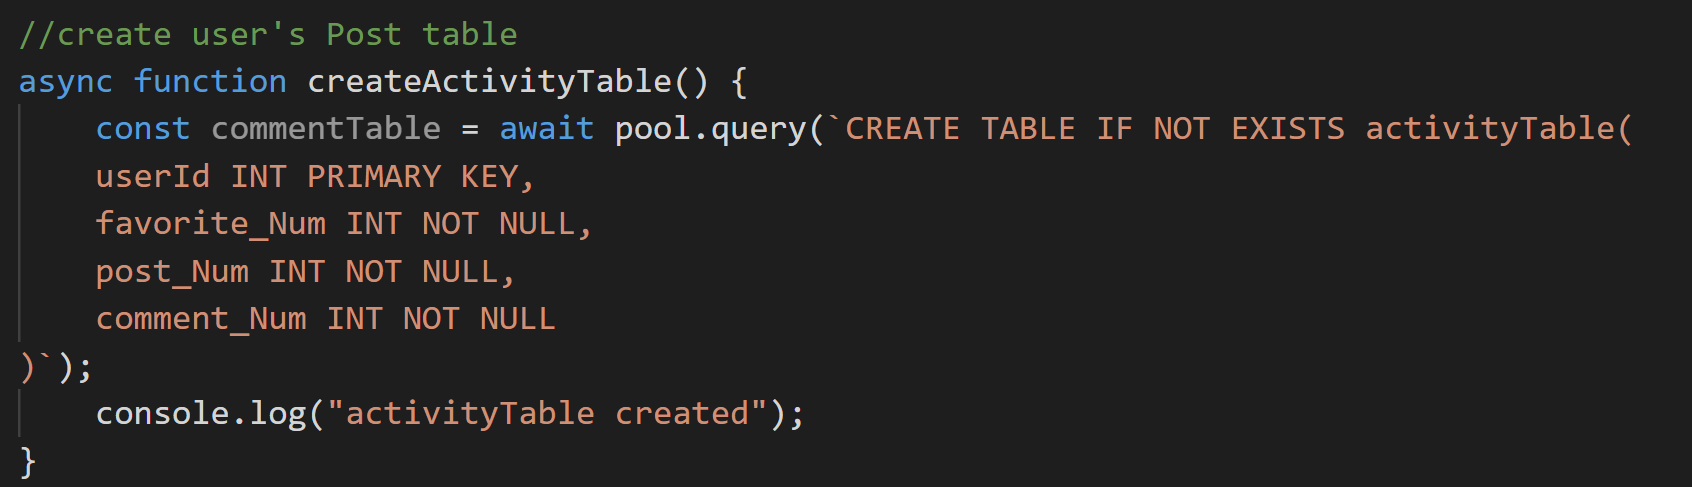 //create user's Post table
async function createActivityTable() {
    const commentTable = await pool.query(`CREATE TABLE IF NOT EXISTS activityTable(
    userId INT PRIMARY KEY,
    favorite_Num INT NOT NULL,
    post_Num INT NOT NULL,
    comment_Num INT NOT NULL
)`);
    console.log("activityTable created");
}